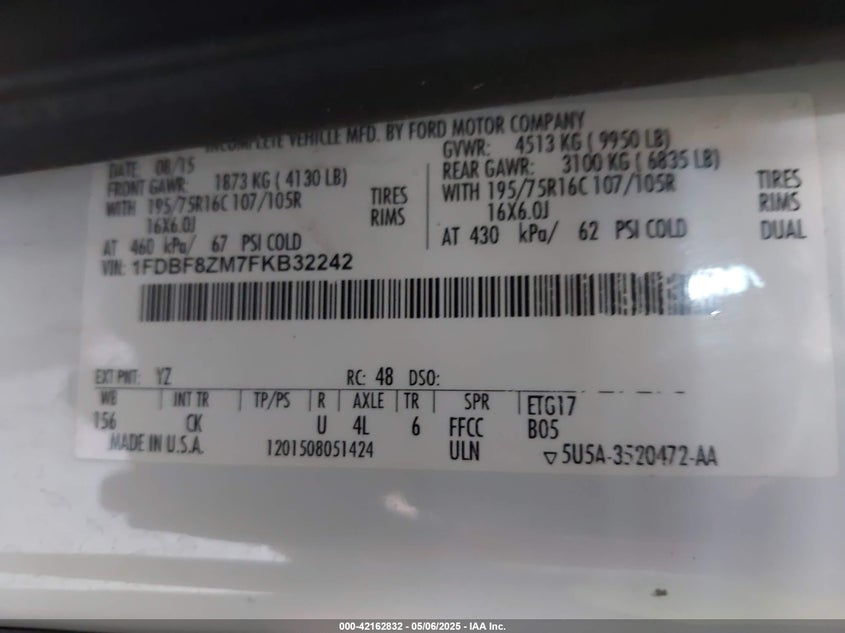 INCOMPLETE VEHICLE MFD. BY FORD MOTOR COMPANY
DATE: 08/15 GVWR: 4513 KG ( 9950 LB)
FRONT GAWR: 1873 KG ( 4130 LB) REAR GAWR: 3100 KG ( 6835 LB)
WITH 195/75R16C 107/105R TIRES WITH 195/75R16C 107/105R TIRES
16X6.0J RIMS 16X6.0J RIMS
AT 460 kPa/ 67 PSI COLD AT 430 kPa/ 62 PSI COLD DUAL
VIN: 1FDBF8ZM7FKB32242
EXT PNT: YZ RC: 48 DSO:
WB INT TR TP/PS R AXLE TR SPR ETG17
156 CK U 4L 6 FFCC B05
MADE IN U.S.A. 1201508051424 ULN ▽5U5A-3520472-AA
000-42162832 - 05/06/2025 - IAA Inc.